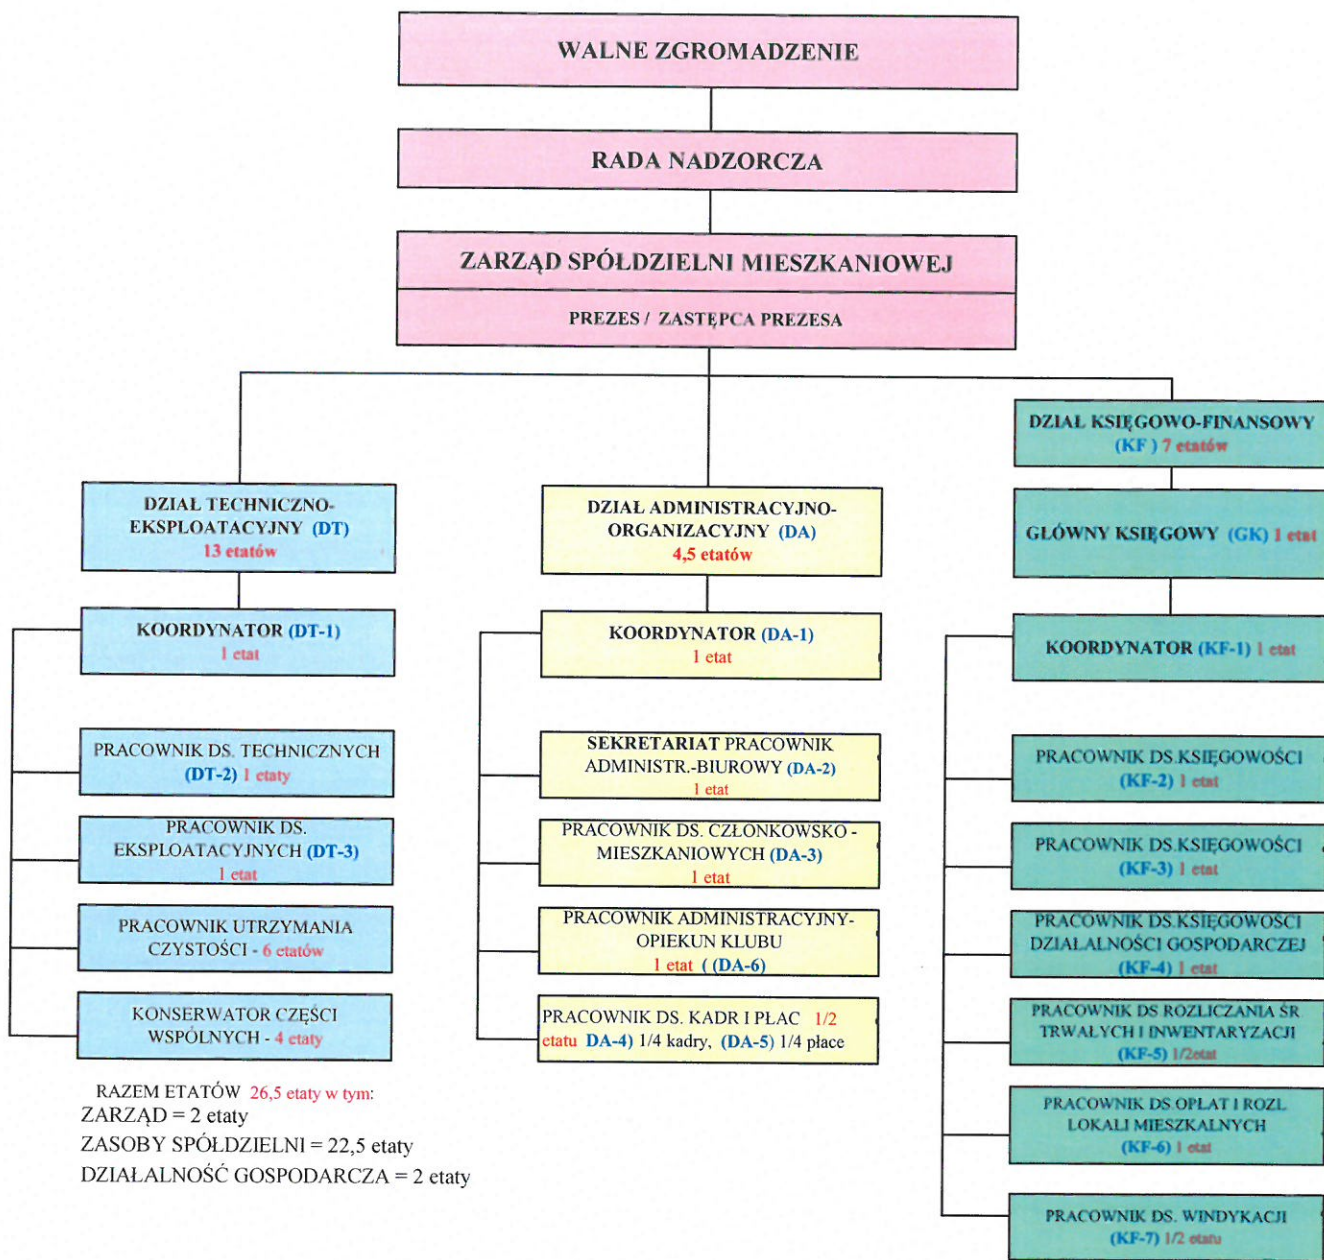 WALNE ZGROMADZENIE
RADA NADZORCZA
ZARZĄD SPÓŁDZIELNI MIESZKANIOWEJ
PREZES / ZASTĘPCA PREZESA
DZIAŁ TECHNICZNO-
EKSPLOATACYJNY (DT)
13 etatów
KOORDYNATOR (DT-1)
1 etat
PRACOWNIK DS. TECHNICZNYCH
(DT-2) 1 etaty
PRACOWNIK DS.
EKSPLOATACYJNYCH (DT-3)
1 etat
PRACOWNIK UTRZYMANIA
CZYSTOŚCI - 6 etatów
KONSERWATOR CZĘŚCI
WSPÓLNYCH - 4 etaty
DZIAŁ ADMINISTRACYJNO-
ORGANIZACYJNY (DA)
4,5 etatów
KOORDYNATOR (DA-1)
1 etat
SEKRETARIAT PRACOWNIK
ADMINISTR.-BIUROWY (DA-2)
1 etat
PRACOWNIK DS. CZŁONKOWSKO -
MIESZKANIOWYCH (DA-3)
1 etat
PRACOWNIK ADMINISTRACYJNY-
OPIEKUN KLUBU
1 etat ( (DA-6)
PRACOWNIK DS. KADR I PŁAC 1/2
etatu DA-4) 1/4 kadry, (DA-5) 1/4 płace
DZIAŁ KSIĘGOWO-FINANSOWY
(KF ) 7 etatów
GŁÓWNY KSIĘGOWY (GK) 1 etat
KOORDYNATOR (KF-1) 1 etat
PRACOWNIK DS.KSIĘGOWOŚCI
(KF-2) 1 etat
PRACOWNIK DS.KSIĘGOWOŚCI
(KF-3) 1 etat
PRACOWNIK DS.KSIĘGOWOŚCI
DZIAŁALNOŚCI GOSPODARCZEJ
(KF-4) 1 etat
PRACOWNIK DS ROZLICZANIA ŚR
TRWAŁYCH I INWENTARYZACJI
(KF-5) 1/2etat
PRACOWNIK DS.OPŁAT I ROZL
LOKALI MIESZKALNYCH
(KF-6) 1 etat
PRACOWNIK DS. WINDYKACJI
(KF-7) 1/2 etatu
RAZEM ETATÓW 26,5 etaty w tym:
ZARZĄD = 2 etaty
ZASOBY SPÓŁDZIELNI = 22,5 etaty
DZIAŁALNOŚĆ GOSPODARCZA = 2 etaty